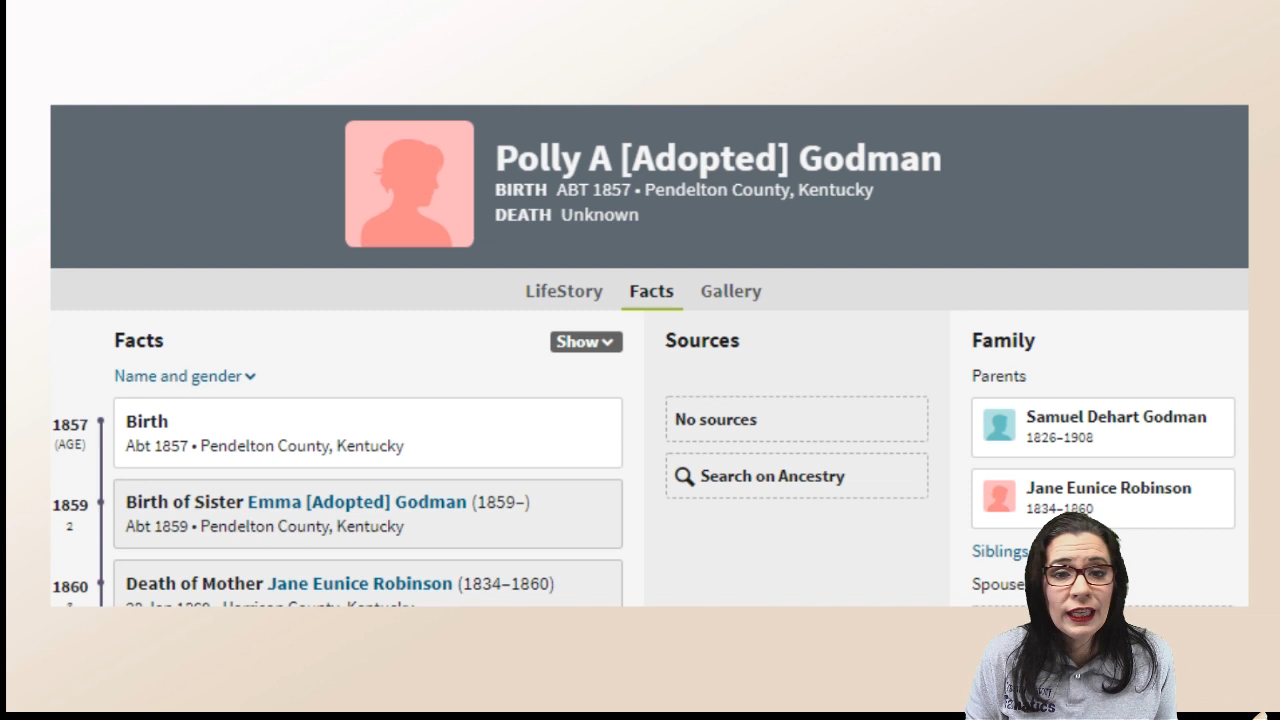 Polly A [Adopted] Godman
BIRTH ABT 1857 • Pendelton County, Kentucky
DEATH Unknown
LifeStory Facts Gallery
Facts
Show
Name and gender
1857
(AGE)
Birth
Abt 1857 • Pendelton County, Kentucky
1859
2
Birth of Sister Emma [Adopted] Godman (1859–)
Abt 1859 • Pendelton County, Kentucky
1860
Death of Mother Jane Eunice Robinson (1834–1860)
Sources
No sources
Search on Ancestry
Family
Parents
Samuel Dehart Godman
1826–1908
Jane Eunice Robinson
1834–1860
Siblings
Spouse